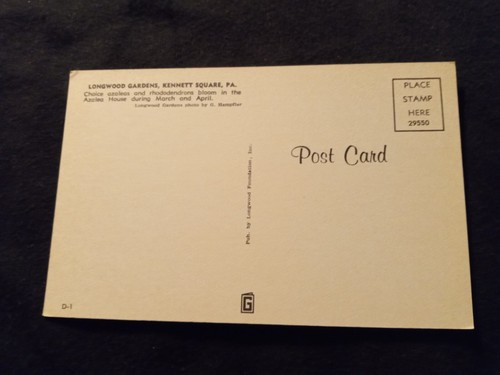 LONGWOOD GARDENS, KENNETT SQUARE, PA.
Choice azaleas and rhododendrons bloom in the
Azalea House during March and April.
Longwood Gardens photo by G. Hampfler
PLACE
STAMP
HERE
29550
Post Card
Pub. by Longwood Foundation, Inc.
D-1
G